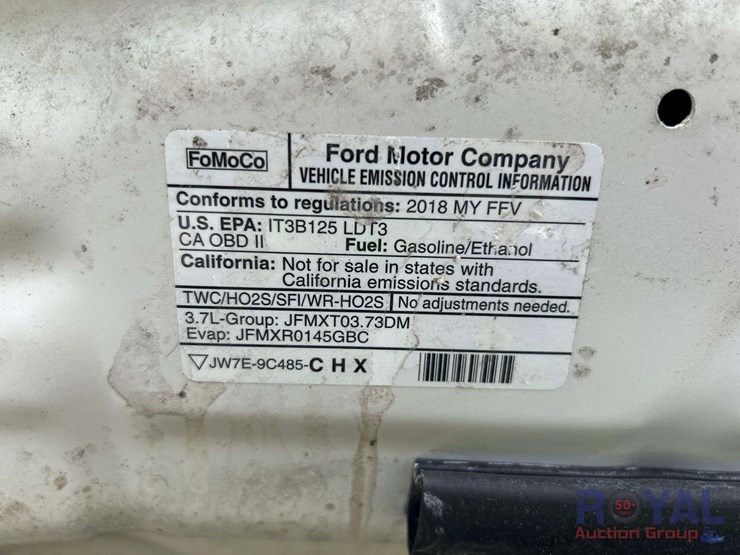 FoMoCo
Ford Motor Company
VEHICLE EMISSION CONTROL INFORMATION
Conforms to regulations: 2018 MY FFV
U.S. EPA: IT3B125 LDT3
CA OBD II Fuel: Gasoline/Ethanol
California: Not for sale in states with
California emissions standards.
TWC/HO2S/SFI/WR-HO2S No adjustments needed.
3.7L-Group: JFMXT03.73DM
Evap: JFMXR0145GBC
JW7E-9C485-CHX
50
ROYAL
Auction Group